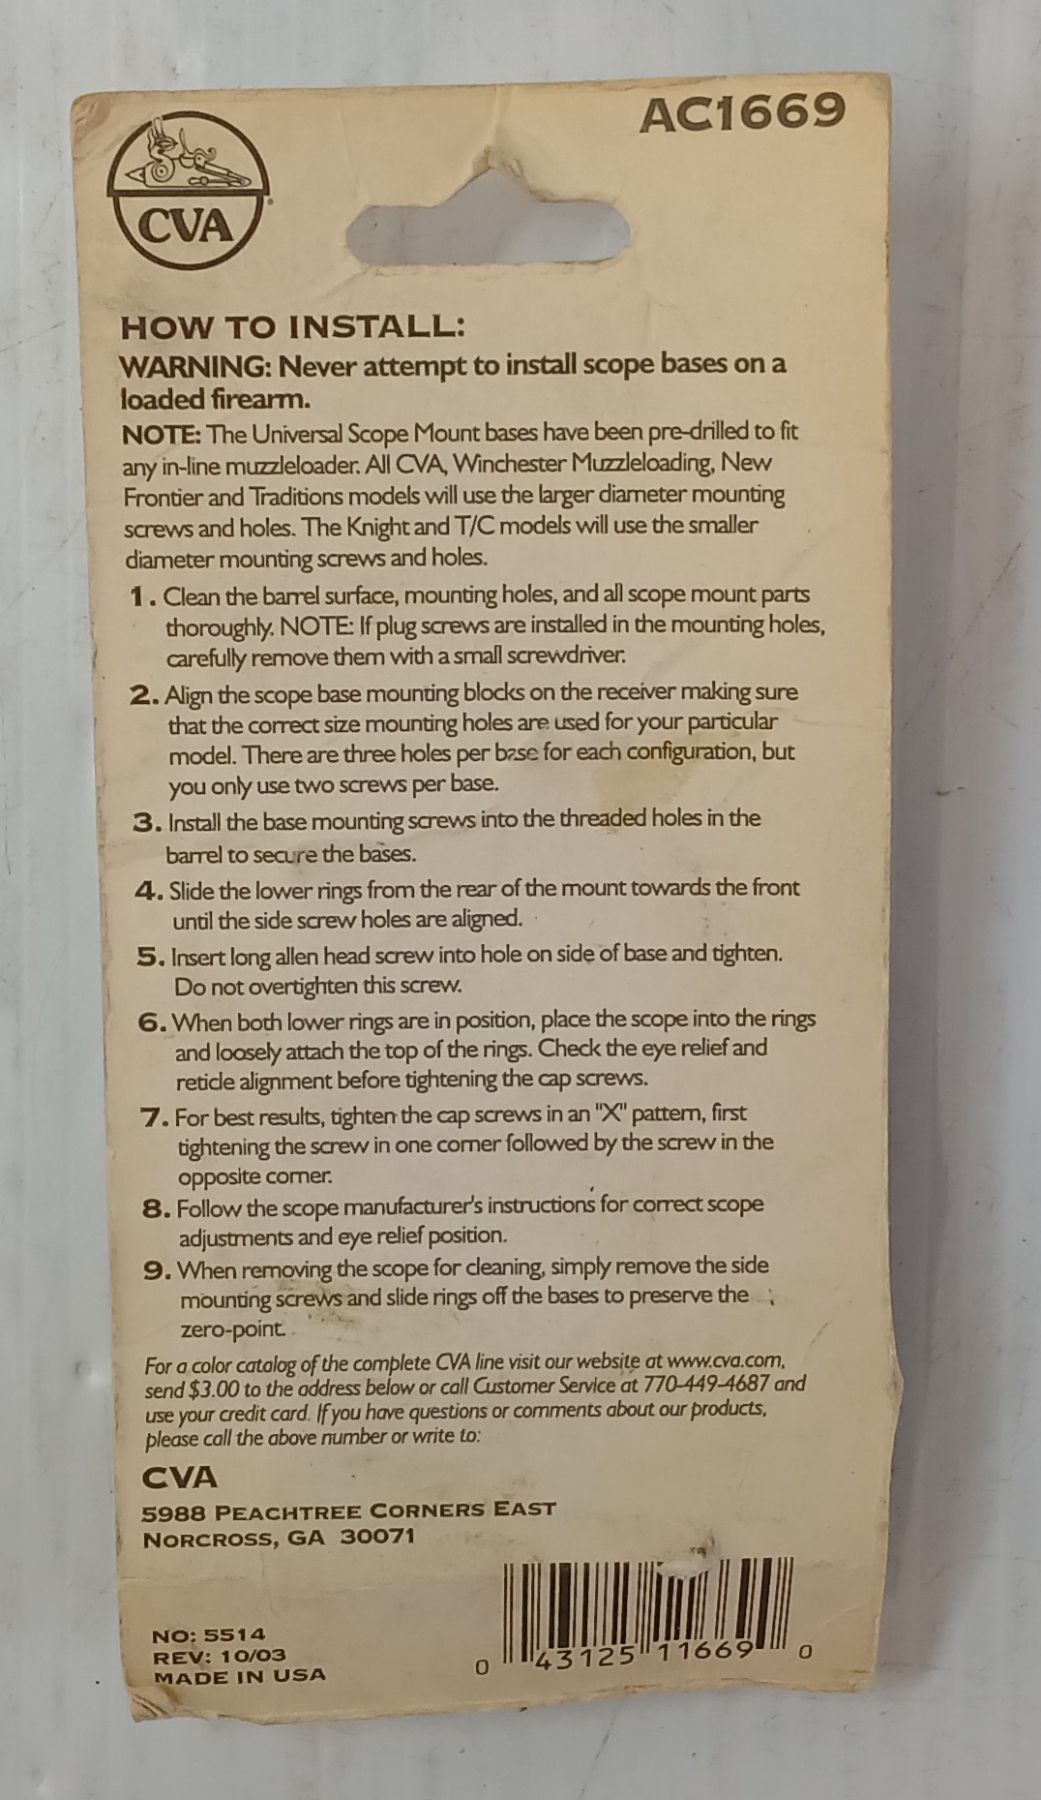 AC1669
CVA
HOW TO INSTALL:
WARNING: Never attempt to install scope bases on a
loaded firearm.
NOTE: The Universal Scope Mount bases have been pre-drilled to fit
any in-line muzzleloader. All CVA, Winchester Muzzleloading, New
Frontier and Traditions models will use the larger diameter mounting
screws and holes. The Knight and T/C models will use the smaller
diameter mounting screws and holes.
1. Clean the barrel surface, mounting holes, and all scope mount parts
thoroughly. NOTE: If plug screws are installed in the mounting holes,
carefully remove them with a small screwdriver.
2. Align the scope base mounting blocks on the receiver making sure
that the correct size mounting holes are used for your particular
model. There are three holes per base for each configuration, but
you only use two screws per base.
3. Install the base mounting screws into the threaded holes in the
barrel to secure the bases.
4. Slide the lower rings from the rear of the mount towards the front
until the side screw holes are aligned.
5. Insert long allen head screw into hole on side of base and tighten.
Do not overtighten this screw.
6. When both lower rings are in position, place the scope into the rings
and loosely attach the top of the rings. Check the eye relief and
reticle alignment before tightening the cap screws.
7. For best results, tighten the cap screws in an "X" pattern, first
tightening the screw in one corner followed by the screw in the
opposite corner.
8. Follow the scope manufacturer's instructions for correct scope
adjustments and eye relief position.
9. When removing the scope for cleaning, simply remove the side
mounting screws and slide rings off the bases to preserve the
zero-point.
For a color catalog of the complete CVA line visit our website at www.cva.com,
send $3.00 to the address below or call Customer Service at 770-449-4687 and
use your credit card. If you have questions or comments about our products,
please call the above number or write to:
CVA
5988 PEACHTREE CORNERS EAST
NORCROSS, GA 30071
NO: 5514
REV: 10/03
MADE IN USA
0 43125 11669 0